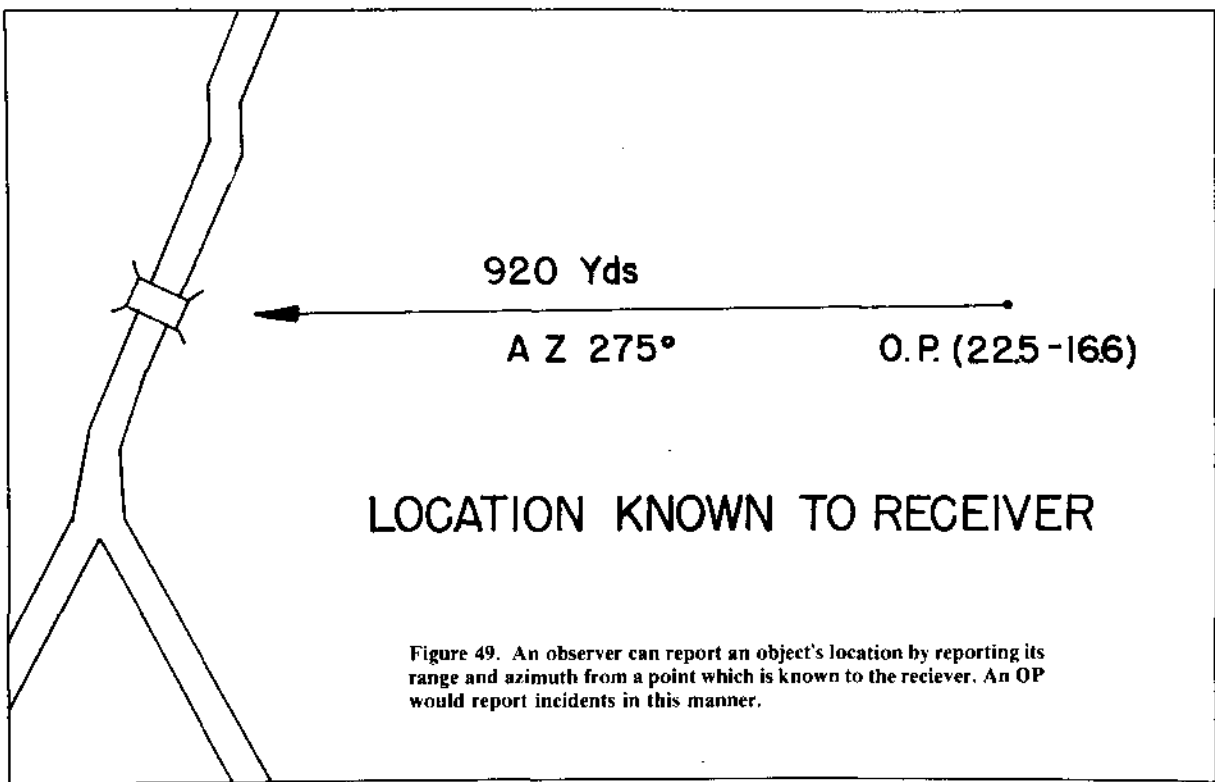 920 Yds
A Z 275°
O.P. (22.5-16.6)
LOCATION KNOWN TO RECEIVER
Figure 49. An observer can report an object's location by reporting its
range and azimuth from a point which is known to the reciever. An OP
would report incidents in this manner.